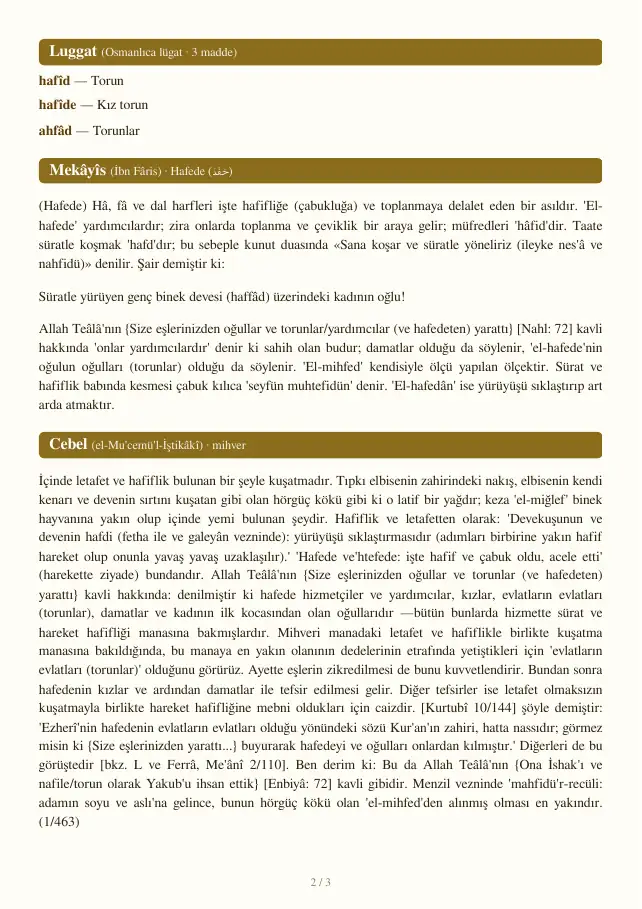 Luggat (Osmanlıca lügat · 3 madde)
hafîd — Torun
hafîde — Kız torun
ahfâd — Torunlar
Mekâyîs (İbn Fâris) · Hafede (حفد)
(Hafede) Hâ, fâ ve dal harfleri işte hafifliğe (çabukluğa) ve toplanmaya delalet eden bir asıldır. 'El-
hafede' yardımcılardır; zira onlarda toplanma ve çeviklik bir araya gelir; müfredleri 'hâfid'dir. Taate
süratle koşmak 'hafd'dır; bu sebeple kunut duasında «Sana koşar ve süratle yöneliriz (ileyke nes'â ve
nahfidü)» denilir. Şair demiştir ki:
Süratle yürüyen genç binek devesi (haffâd) üzerindeki kadının oğlu!
Allah Teâlâ'nın {Size eşlerinizden oğullar ve torunlar/yardımcılar (ve hafedeten) yarattı} [Nahl: 72] kavli
hakkında 'onlar yardımcılardır' denir ki sahih olan budur; damatlar olduğu da söylenir, 'el-hafede'nin
oğulun oğulları (torunlar) olduğu da söylenir. 'El-mihfed' kendisiyle ölçü yapılan ölçektir. Sürat ve
hafiflik babında kesmesi çabuk kılıca 'seyfün muhtefidün' denir. 'El-hafedân' ise yürüyüşü sıklaştırıp art
arda atmaktır.
Cebel (el-Mu'cemü'l-İştikâkî) · mihver
İçinde letafet ve hafiflik bulunan bir şeyle kuşatmadır. Tıpkı elbisenin zahirindeki nakış, elbisenin kendi
kenarı ve devenin sırtını kuşatan gibi olan hörgüç kökü gibi ki o latif bir yağdır; keza 'el-miğlef' binek
hayvanına yakın olup içinde yemi bulunan şeydir. Hafiflik ve letafetten olarak: 'Devekuşunun ve
devenin hafdi (fetha ile ve galeyân vezninde): yürüyüşü sıklaştırmasıdır (adımları birbirine yakın hafif
hareket olup onunla yavaş yavaş uzaklaşılır).' 'Hafede ve'htefede: işte hafif ve çabuk oldu, acele etti'
(harekette ziyade) bundandır. Allah Teâlâ'nın {Size eşlerinizden oğullar ve torunlar (ve hafedeten)
yarattı} kavli hakkında: denilmiştir ki hafede hizmetçiler ve yardımcılar, kızlar, evlatların evlatları
(torunlar), damatlar ve kadının ilk kocasından olan oğullarıdır —bütün bunlarda hizmette sürat ve
hareket hafifliği manasına bakmışlardır. Mihveri manadaki letafet ve hafiflikle birlikte kuşatma
manasına bakıldığında, bu manaya en yakın olanının dedelerinin etrafında yetiştikleri için 'evlatların
evlatları (torunlar)' olduğunu görürüz. Ayette eşlerin zikredilmesi de bunu kuvvetlendirir. Bundan sonra
hafedenin kızlar ve ardından damatlar ile tefsir edilmesi gelir. Diğer tefsirler ise letafet olmaksızın
kuşatmayla birlikte hareket hafifliğine mebni oldukları için caizdir. [Kurtubî 10/144] şöyle demiştir:
'Ezherî'nin hafedenin evlatların evlatları olduğu yönündeki sözü Kur'an'ın zahiri, hatta nassıdır; görmez
misin ki {Size eşlerinizden yarattı...} buyurarak hafedeyi ve oğulları onlardan kılmıştır.' Diğerleri de bu
görüştedir [bkz. L ve Ferrâ, Me'ânî 2/110]. Ben derim ki: Bu da Allah Teâlâ'nın {Ona İshak'ı ve
nafile/torun olarak Yakub'u ihsan ettik} [Enbiyâ: 72] kavli gibidir. Menzil vezninde 'mahfidü'r-recüli:
adamın soyu ve aslı'na gelince, bunun hörgüç kökü olan 'el-mihfed'den alınmış olması en yakındır.
(1/463)
2 / 3